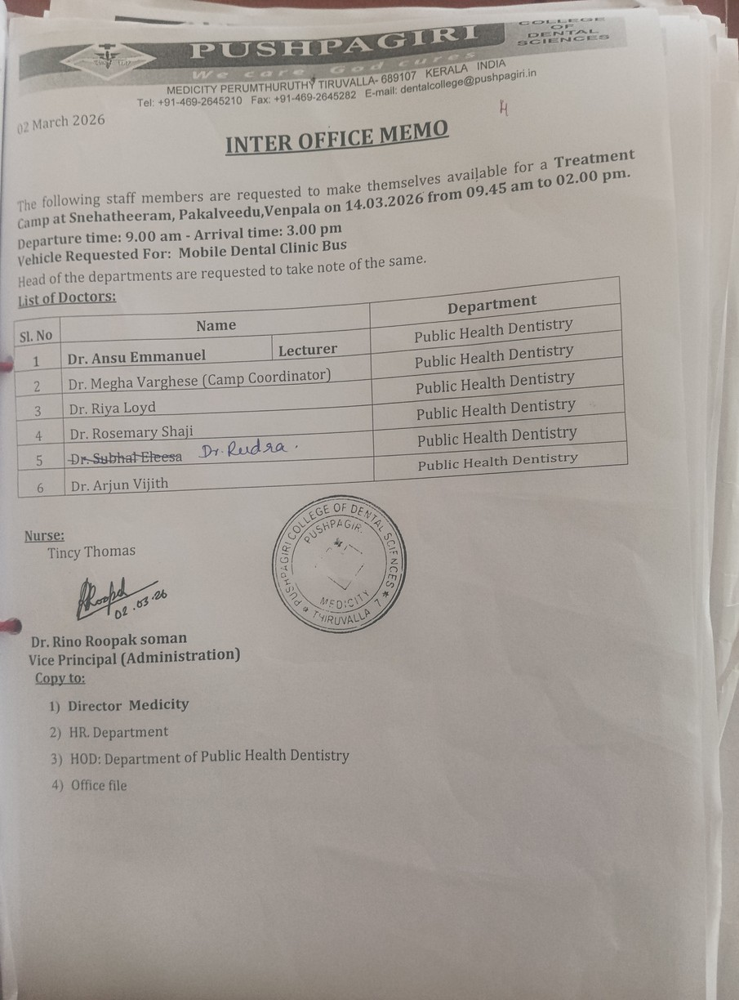 PUSHPAGIRI
COLLEGE
OF
DENTAL
SCIENCES
We care God cures
MEDICITY PERUMTHURUTHY TIRUVALLA- 689107 KERALA INDIA
Tel: +91-469-2645210 Fax: +91-469-2645282 E-mail: dentalcollege@pushpagiri.in
02 March 2026
INTER OFFICE MEMO
The following staff members are requested to make themselves available for a Treatment
Camp at Snehatheeram, Pakalveedu,Venpala on 14.03.2026 from 09.45 am to 02.00 pm.
Departure time: 9.00 am - Arrival time: 3.00 pm
Vehicle Requested For: Mobile Dental Clinic Bus
Head of the departments are requested to take note of the same.
List of Doctors:
Sl. No Name Department
1 Dr. Ansu Emmanuel Lecturer Public Health Dentistry
2 Dr. Megha Varghese (Camp Coordinator) Public Health Dentistry
3 Dr. Riya Loyd Public Health Dentistry
4 Dr. Rosemary Shaji Public Health Dentistry
5 Dr. Subhal Eleesa Dr. Rudra. Public Health Dentistry
6 Dr. Arjun Vijith Public Health Dentistry
Nurse:
Tincy Thomas
PUSHPAGIRI COLLEGE OF DENTAL SCIENCES
PUSHPAGIRI
MEDICITY
THIRUVALLA 7
02.03.26
Dr. Rino Roopak soman
Vice Principal (Administration)
Copy to:
1) Director Medicity
2) HR. Department
3) HOD: Department of Public Health Dentistry
4) Office file